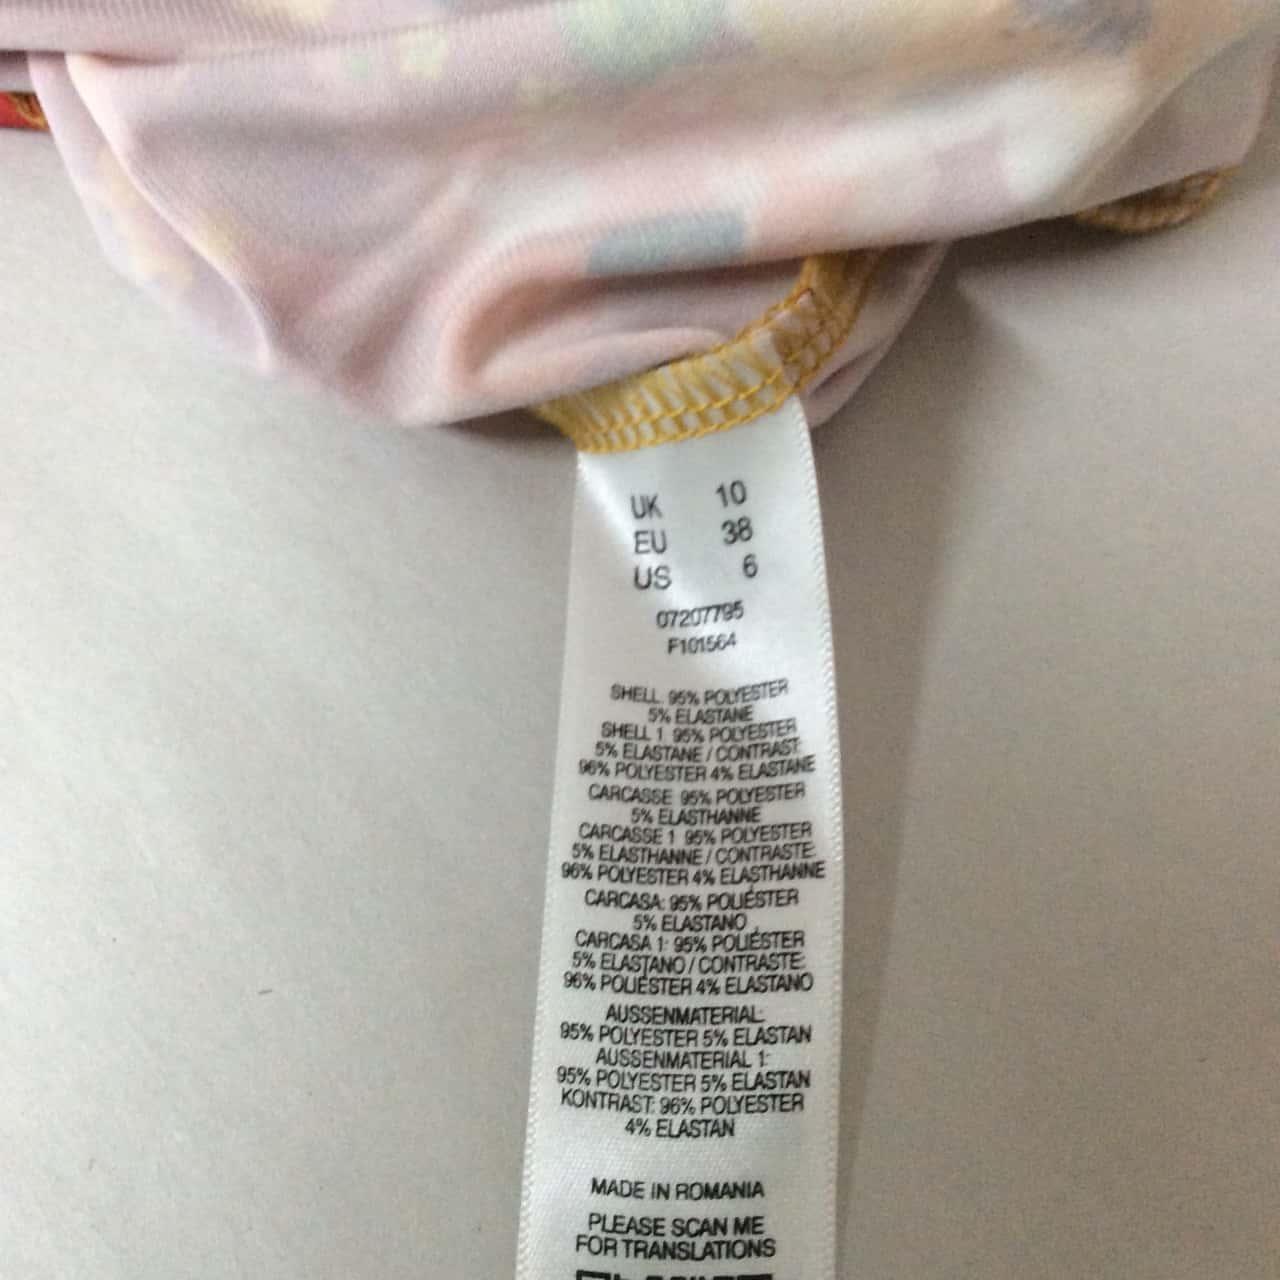 UK 10
EU 38
US 6
07207795
F101564
SHELL: 95% POLYESTER
5% ELASTANE
SHELL 1: 95% POLYESTER
5% ELASTANE / CONTRAST:
96% POLYESTER 4% ELASTANE
CARCASSE: 95% POLYESTER
5% ELASTHANNE
CARCASSE 1: 95% POLYESTER
5% ELASTHANNE / CONTRASTE:
96% POLYESTER 4% ELASTHANNE
CARCASA: 95% POLIÉSTER
5% ELASTANO
CARCASA 1: 95% POLIÉSTER
5% ELASTANO / CONTRASTE:
96% POLIÉSTER 4% ELASTANO
AUSSENMATERIAL:
95% POLYESTER 5% ELASTAN
AUSSENMATERIAL 1:
95% POLYESTER 5% ELASTAN
KONTRAST: 96% POLYESTER
4% ELASTAN
MADE IN ROMANIA
PLEASE SCAN ME
FOR TRANSLATIONS